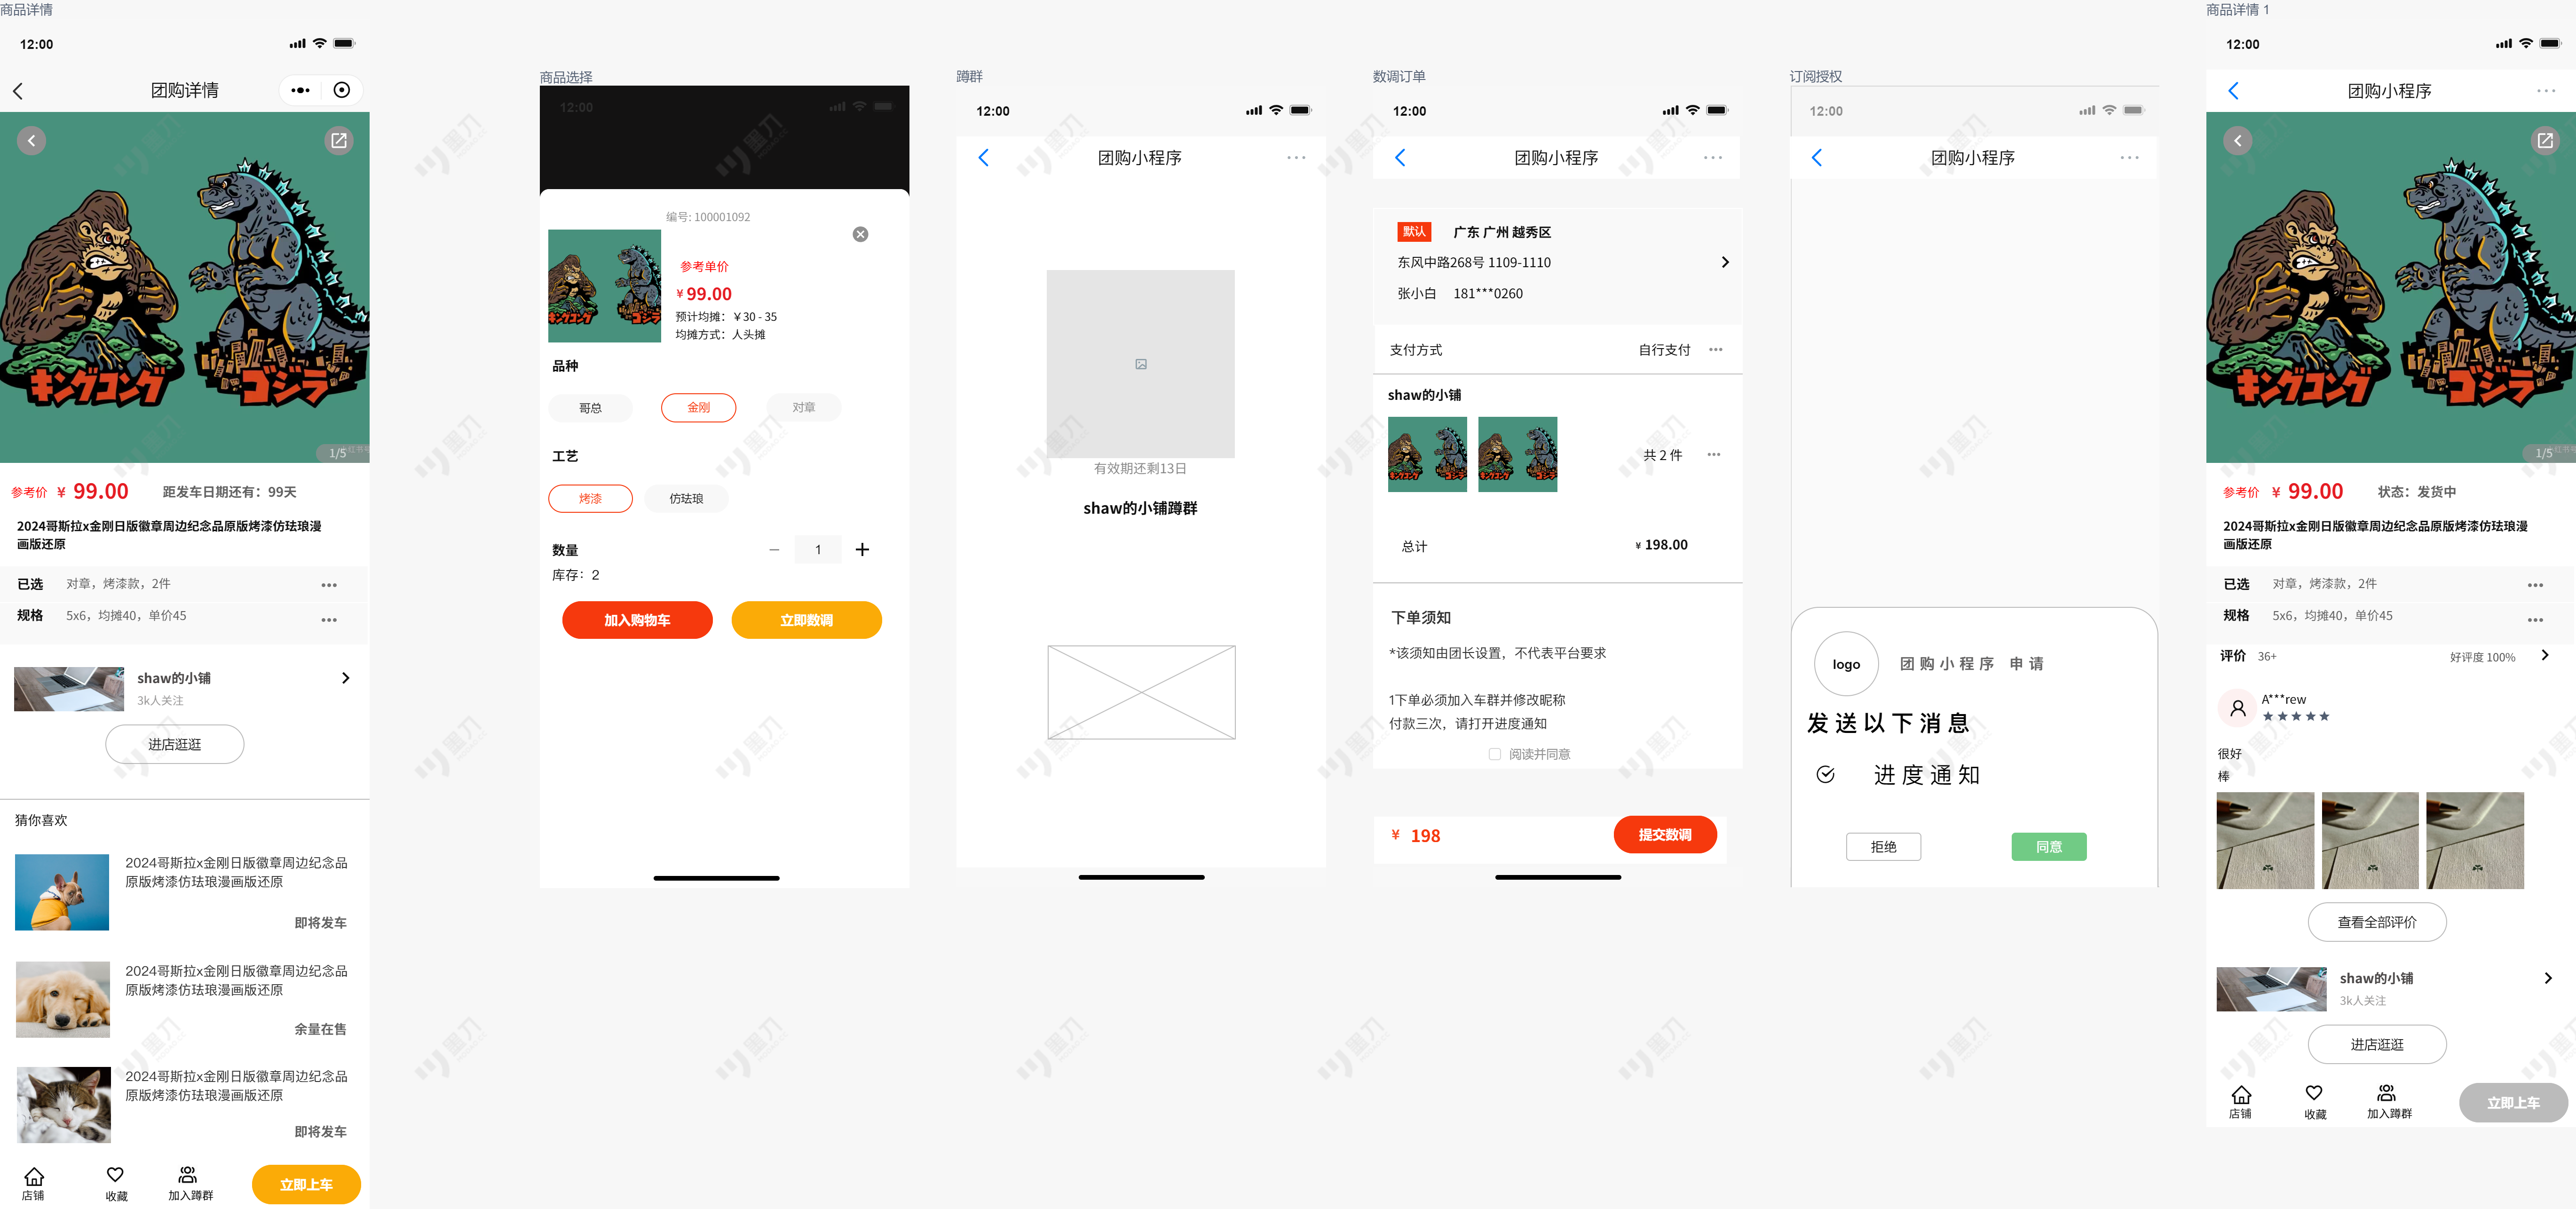 商品详情
12:00
团购详情
キングコング
ゴジラ
1/5
参考价 ¥ 99.00 距发车日期还有：99天
2024哥斯拉x金刚日版徽章周边纪念品原版烤漆仿珐琅漫
画版还原
已选 对章，烤漆款，2件
规格 5x6，均摊40，单价45
shaw的小铺
3k人关注
进店逛逛
猜你喜欢
2024哥斯拉x金刚日版徽章周边纪念品
原版烤漆仿珐琅漫画版还原
即将发车
2024哥斯拉x金刚日版徽章周边纪念品
原版烤漆仿珐琅漫画版还原
余量在售
2024哥斯拉x金刚日版徽章周边纪念品
原版烤漆仿珐琅漫画版还原
即将发车
店铺 收藏 加入蹲群 立即上车
商品选择
12:00
编号: 100001092
参考单价
¥ 99.00
预计均摊：¥30 - 35
均摊方式：人头摊
品种
哥总 金刚 对章
工艺
烤漆 仿珐琅
数量 1
库存：2
加入购物车 立即数调
蹲群
12:00
团购小程序
有效期还剩13日
shaw的小铺蹲群
数调订单
12:00
团购小程序
默认 广东 广州 越秀区
东风中路268号 1109-1110
张小白 181***0260
支付方式 自行支付
shaw的小铺
共 2 件
总计 ¥ 198.00
下单须知
*该须知由团长设置，不代表平台要求
1下单必须加入车群并修改昵称
付款三次，请打开进度通知
阅读并同意
¥ 198 提交数调
订阅授权
12:00
团购小程序
logo 团购小程序 申请
发送以下消息
进度通知
拒绝 同意
商品详情 1
12:00
团购小程序
キングコング
ゴジラ
1/5
参考价 ¥ 99.00 状态：发货中
2024哥斯拉x金刚日版徽章周边纪念品原版烤漆仿珐琅漫
画版还原
已选 对章，烤漆款，2件
规格 5x6，均摊40，单价45
评价 36+ 好评度 100%
A***rew
很好
棒
查看全部评价
shaw的小铺
3k人关注
进店逛逛
店铺 收藏 加入蹲群 立即上车
墨刀